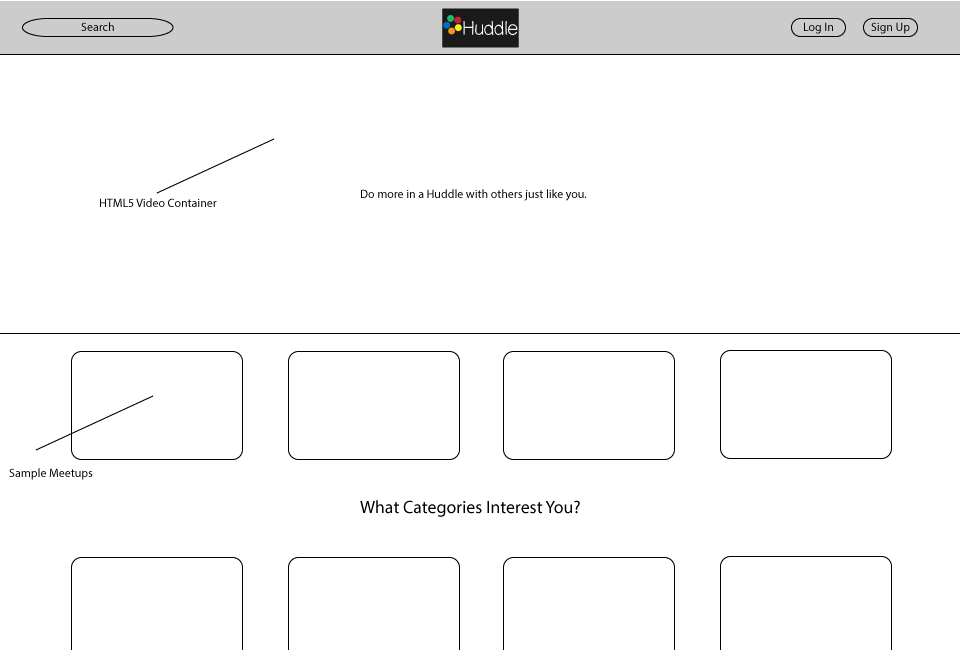 Search
Huddle
Log In
Sign Up
HTML5 Video Container
Do more in a Huddle with others just like you.
Sample Meetups
What Categories Interest You?